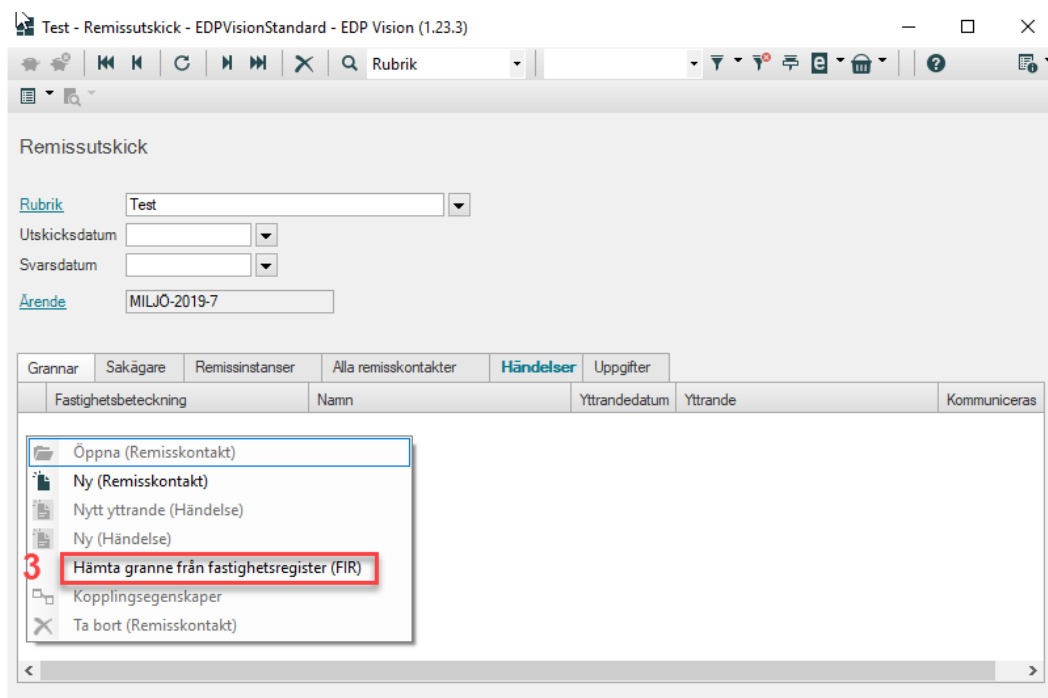 Test - Remissutskick - EDPVisionStandard - EDP Vision (1.23.3)
Rubrik
Remissutskick
Rubrik Test
Utskicksdatum
Svarsdatum
Ärende MILJÖ-2019-7
Grannar Sakägare Remissinstanser Alla remisskontakter Händelser Uppgifter
Fastighetsbeteckning Namn Yttrandedatum Yttrande Kommuniceras
Öppna (Remisskontakt)
Ny (Remisskontakt)
Nytt yttrande (Händelse)
Ny (Händelse)
3 Hämta granne från fastighetsregister (FIR)
Kopplingsegenskaper
Ta bort (Remisskontakt)